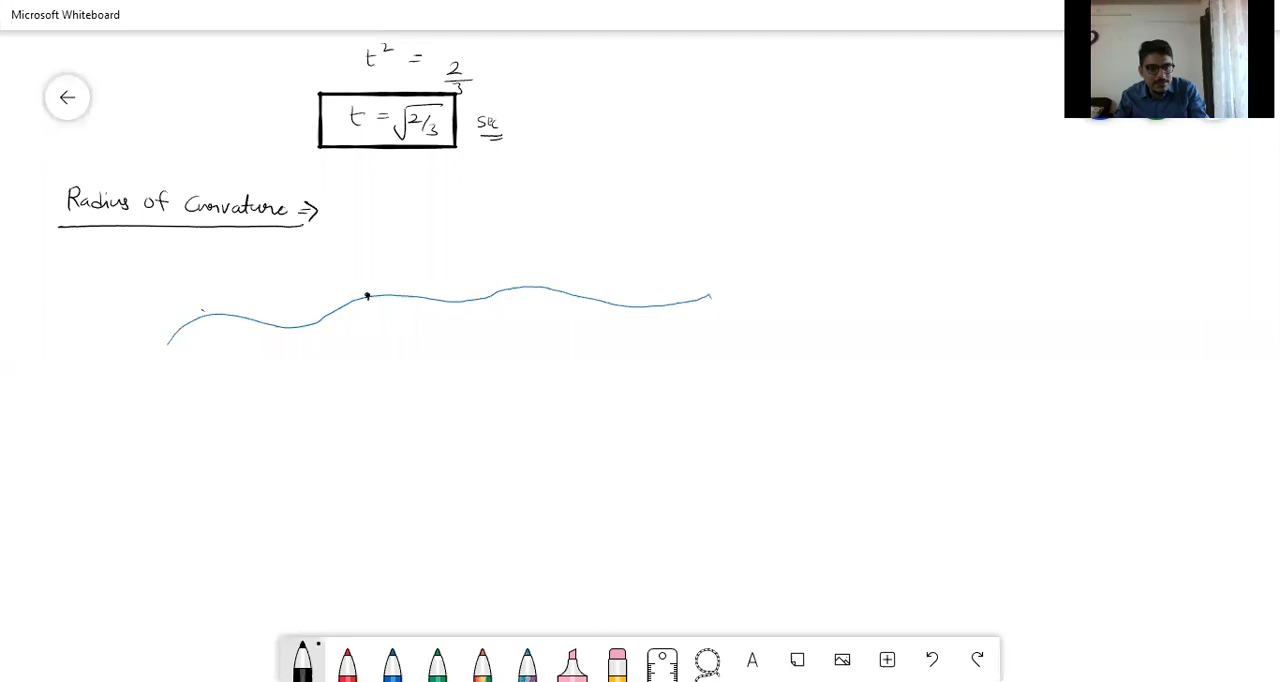 Microsoft Whiteboard
t² = 2/3
t = √2/3 sec
Radius of Curvature ⇒
A